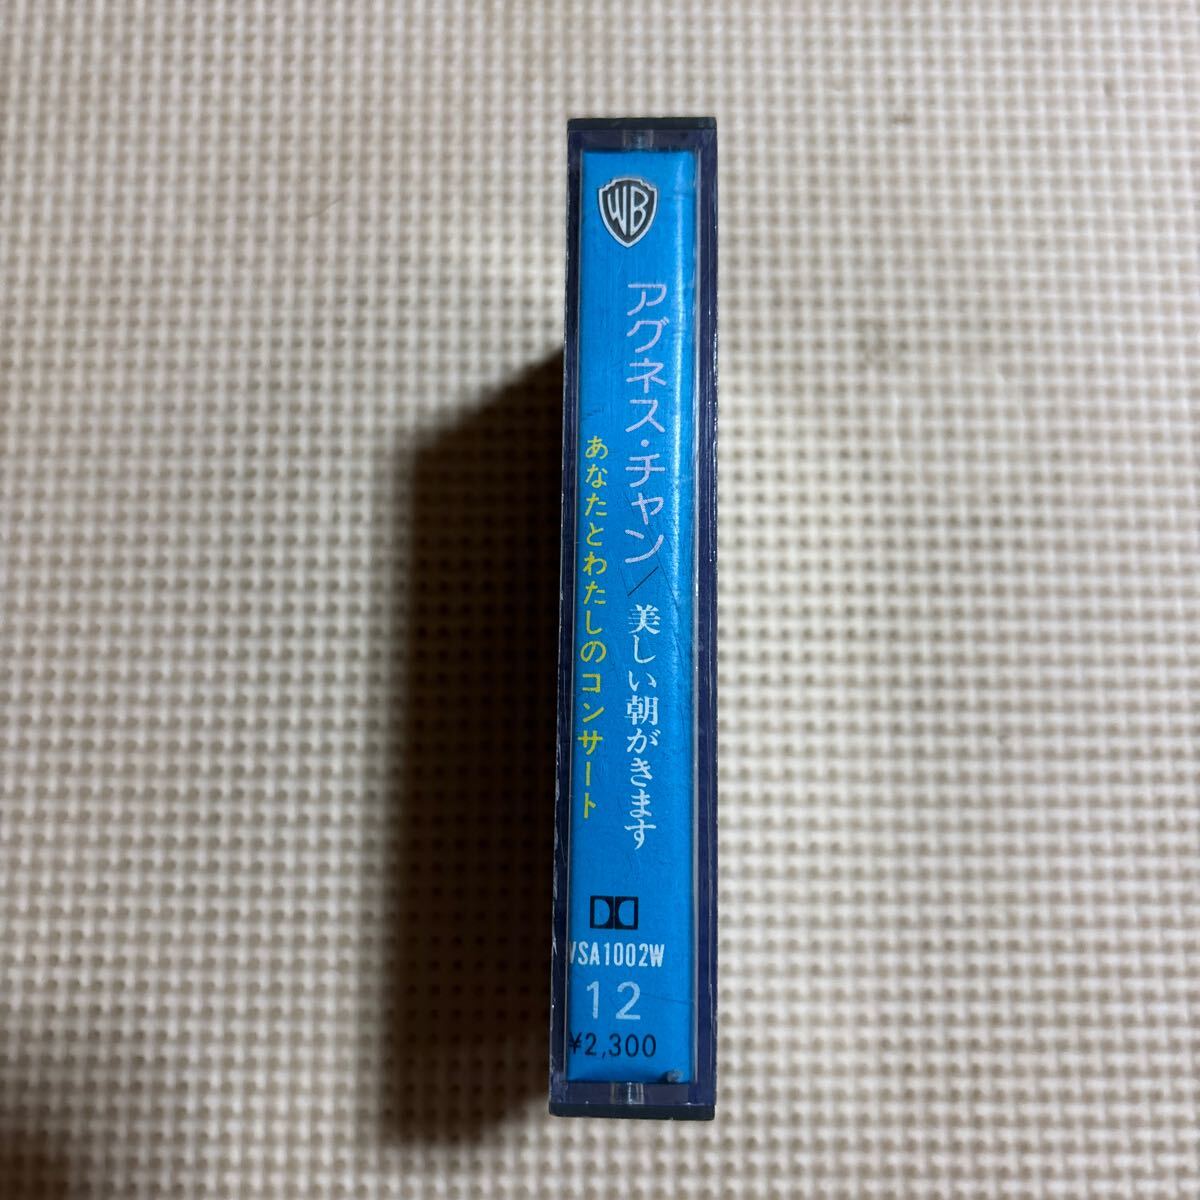 WB
アグネス・チャン/美しい朝がきます
あなたとわたしのコンサート
VSA1002W
12
¥2,300